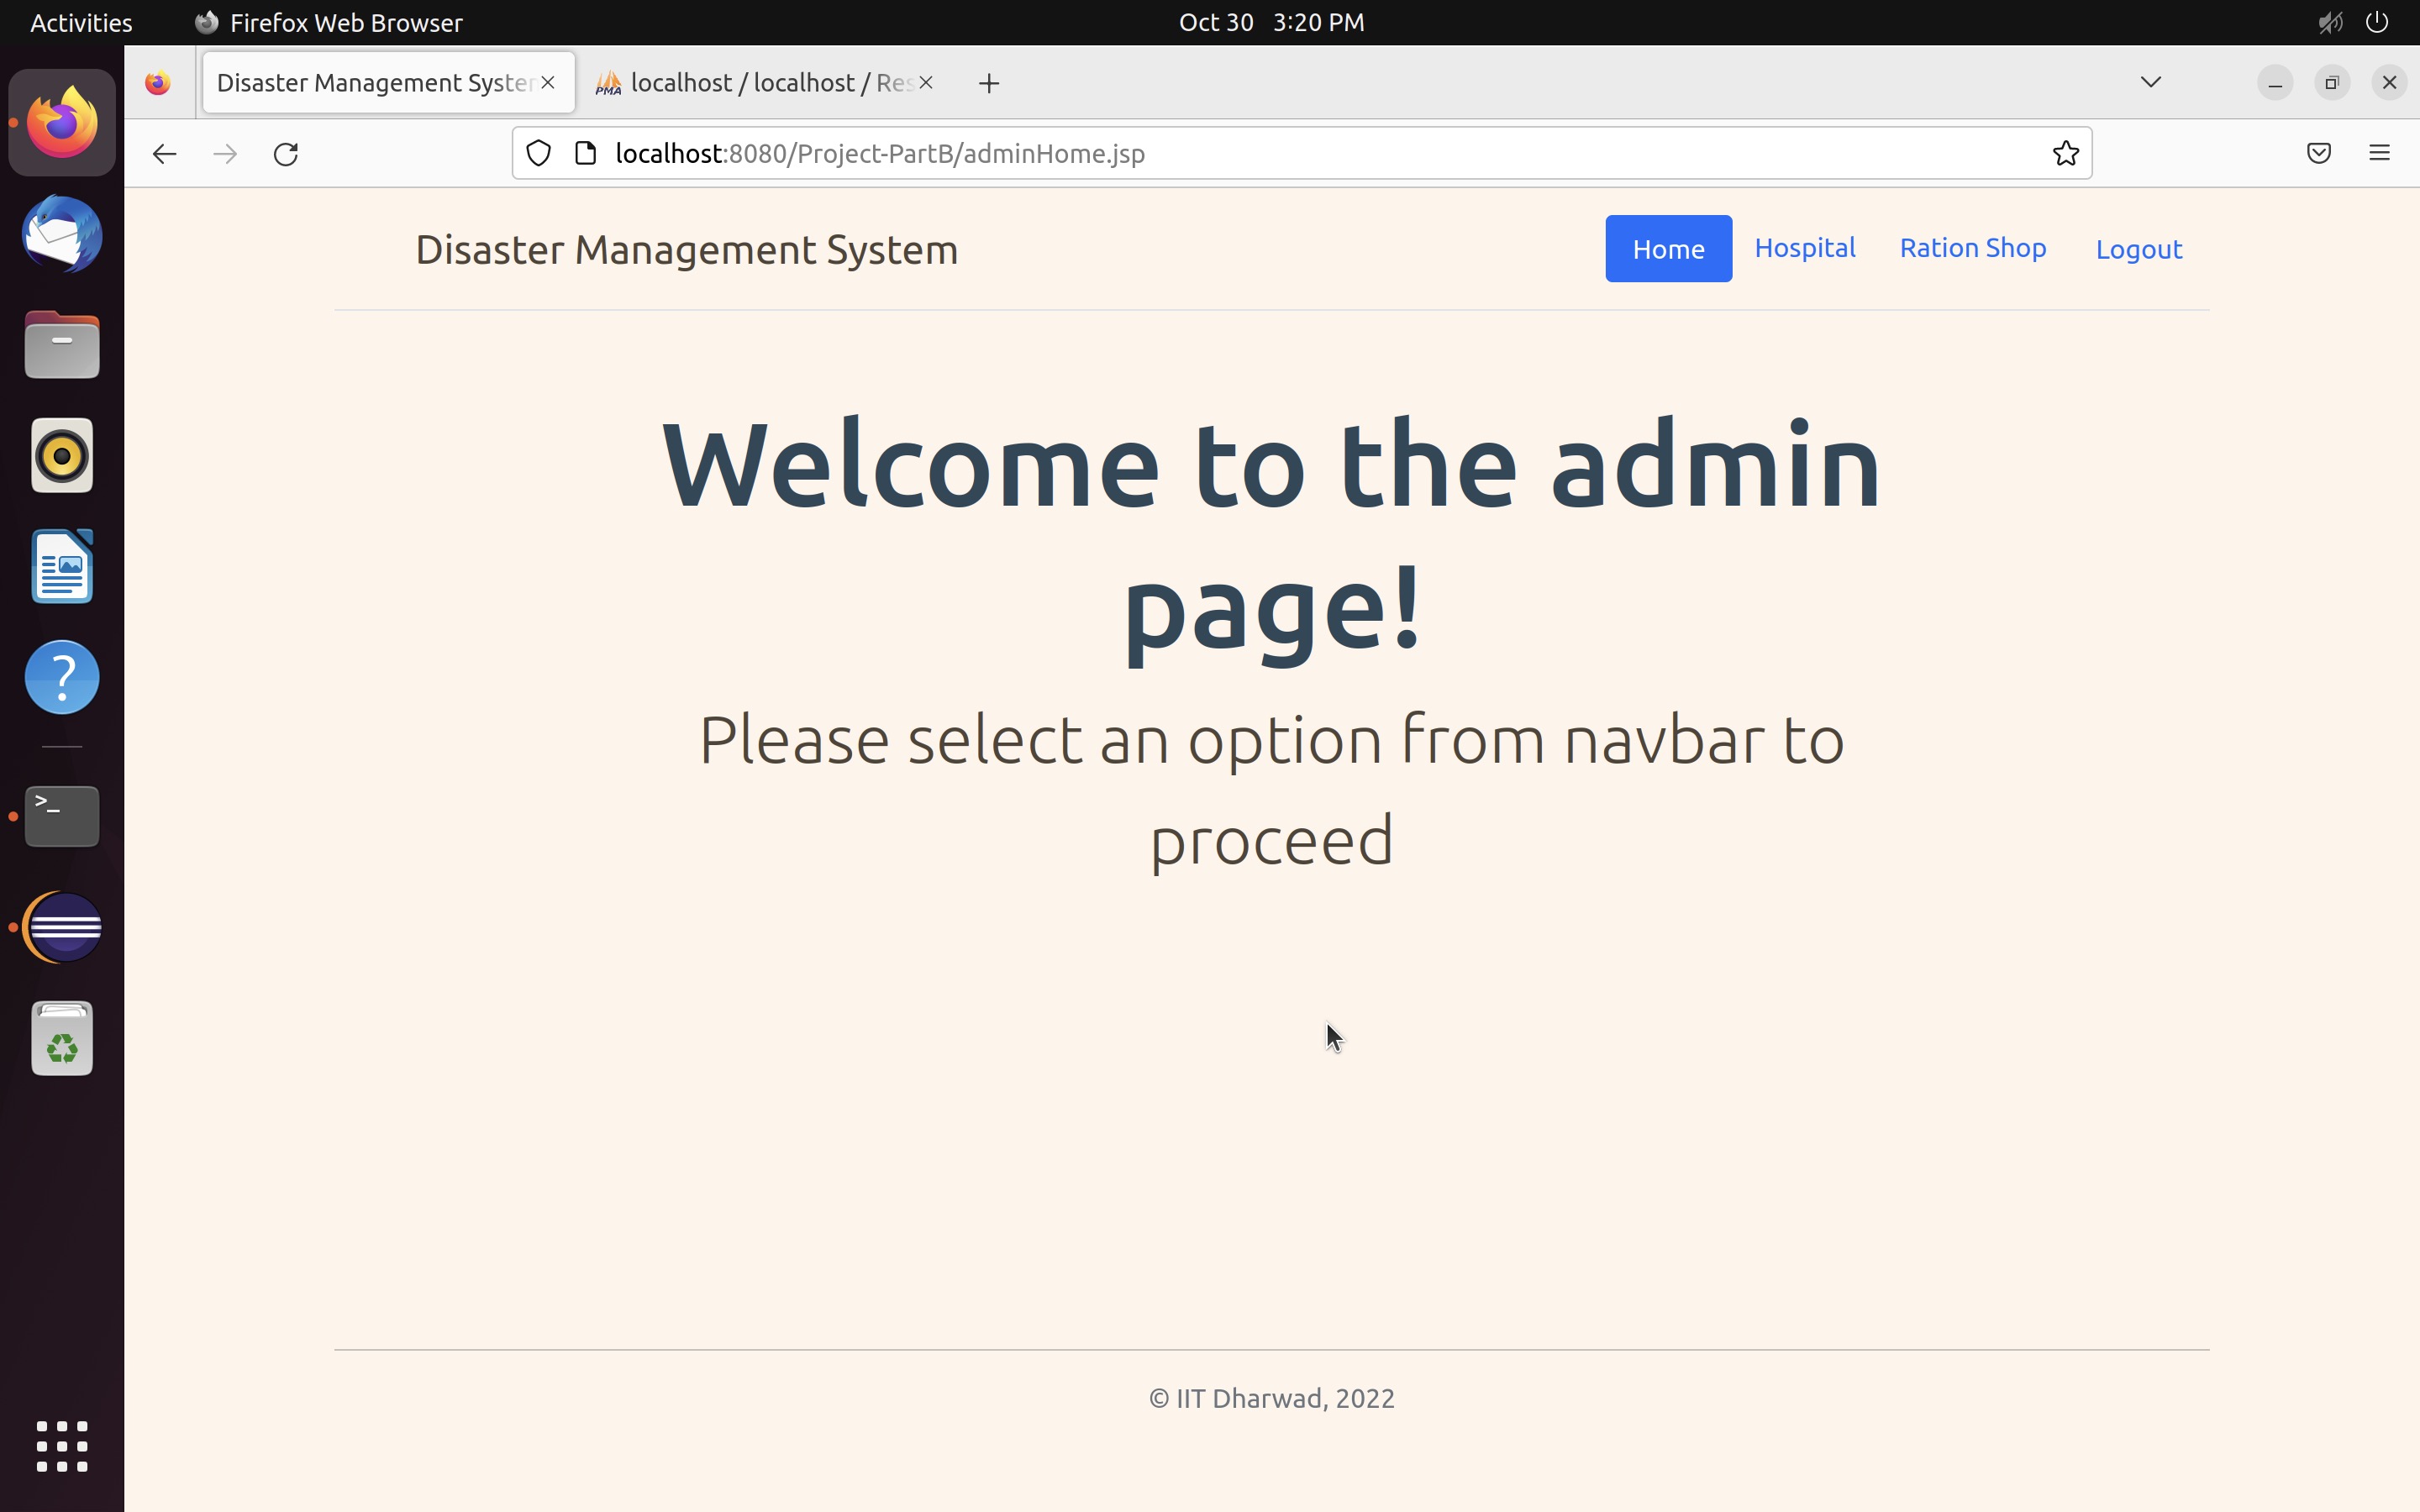 Activities Firefox Web Browser Oct 30 3:20 PM
Disaster Management System localhost / localhost / Res
localhost:8080/Project-PartB/adminHome.jsp
Disaster Management System Home Hospital Ration Shop Logout
Welcome to the admin
page!
Please select an option from navbar to
proceed
© IIT Dharwad, 2022
PMA
?
>_